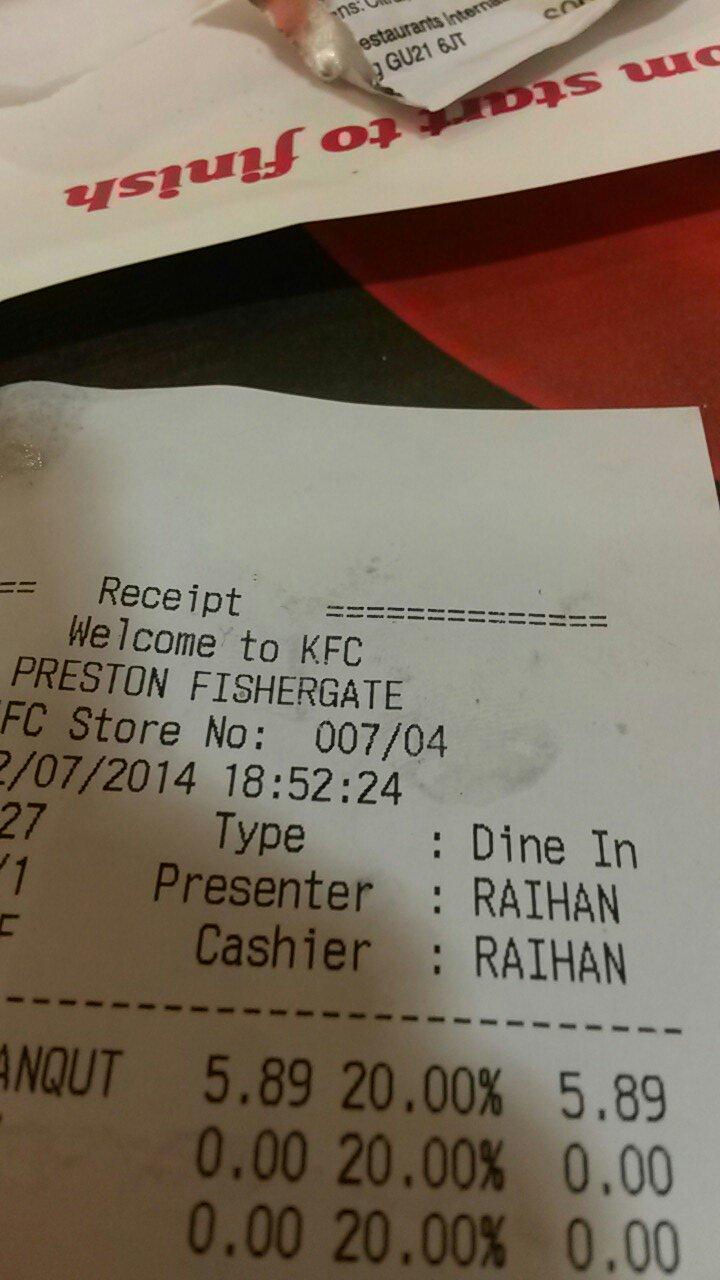 estaurants Interna
g GU21 6JT
om start to finish
== Receipt ==============
Welcome to KFC
PRESTON FISHERGATE
FC Store No: 007/04
2/07/2014 18:52:24
27 Type : Dine In
/1 Presenter : RAIHAN
F Cashier : RAIHAN
--------------------------------
ANQUT 5.89 20.00% 5.89
0.00 20.00% 0.00
0.00 20.00% 0.00